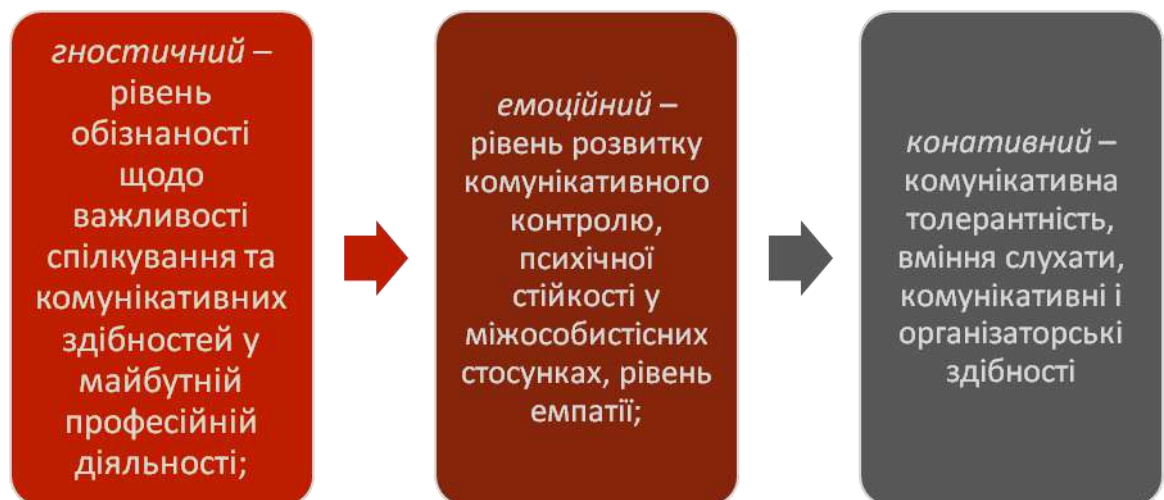 гностичний –
рівень
обізнаності
щодо
важливості
спілкування та
комунікативних
здібностей у
майбутній
професійній
діяльності;
емоційний –
рівень розвитку
комунікативного
контролю,
психічної
стійкості у
міжособистісних
стосунках, рівень
емпатії;
конативний –
комунікативна
толерантність,
вміння слухати,
комунікативні і
організаторські
здібності